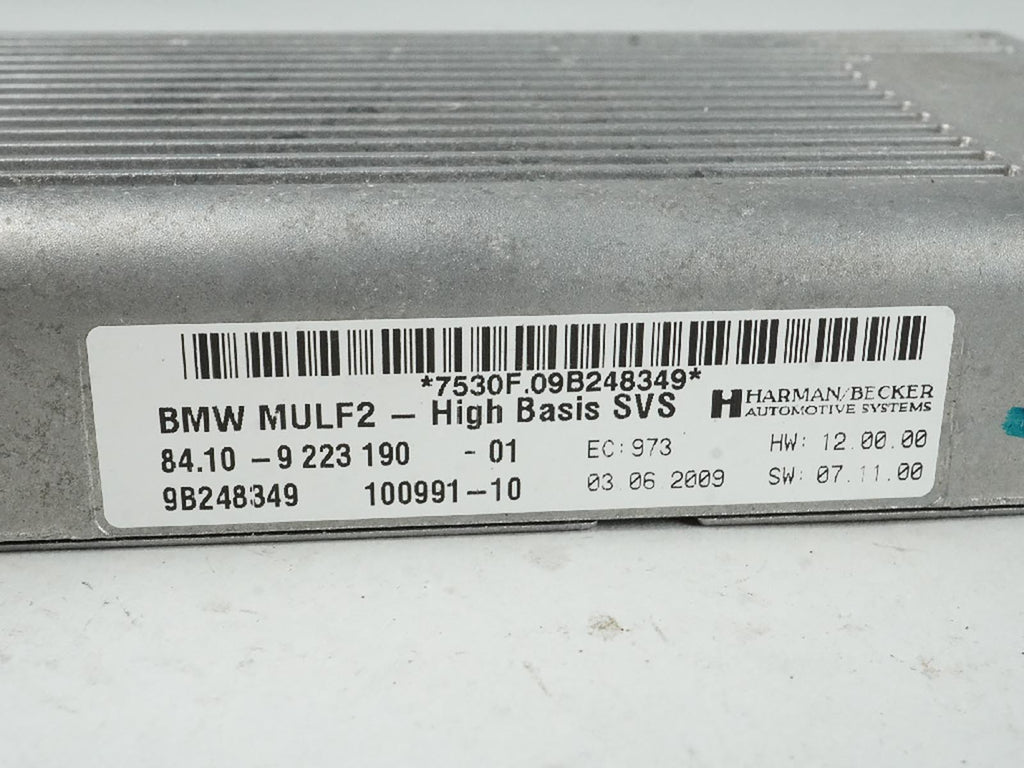 *7530F.09B248349*
BMW MULF2 – High Basis SVS
HARMAN/BECKER
AUTOMOTIVE SYSTEMS
84.10 – 9 223 190 - 01 EC: 973 HW: 12.00.00
9B248349 100991–10 03.06.2009 SW: 07.11.00